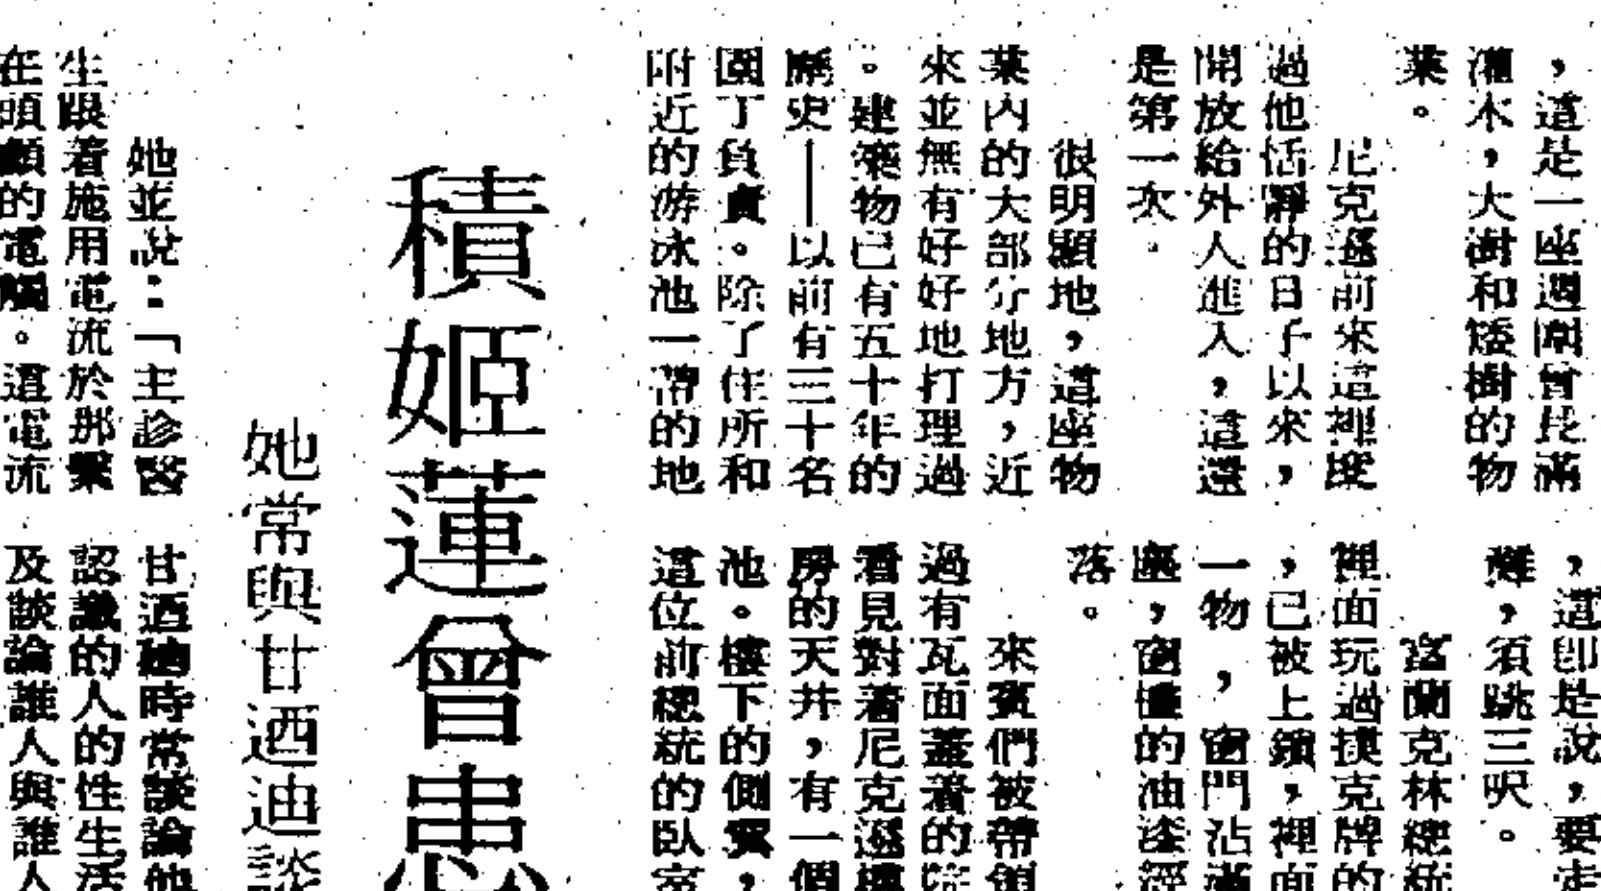 ，這是一座週圍曾長滿
灌木，大樹和矮樹的物
業。
尼克遜前來這裡度
過他恬靜的日子以來，
開放給外人進入，這還
是第一次。
很明顯地，這座物
業內的大部分地方，近
來並無有好好地打理過
。建築物已有五十年的
歷史——以前有三十名
園丁負責。除了住所和
附近的游泳池一帶的地
，這即是說，要走
，須跳三呎。
富蘭克林總統
裡面玩過撲克牌的
，已被上鎖，裡面
一物，窗門沾滿
，窗櫃的油漆經
落。
來賓們被帶領
過有瓦面蓋着的
看見對着尼克遜
房的天井，有一個
池。樓下的側翼，
這位前總統的臥室
積姬蓮曾患
她常與甘迺迪談
她並說：「主診醫
生跟着施用電流於那繫
在頭顱的電觸。這電流
甘迺迪時常談論他
認識的人的性生活
及談論誰人與誰人